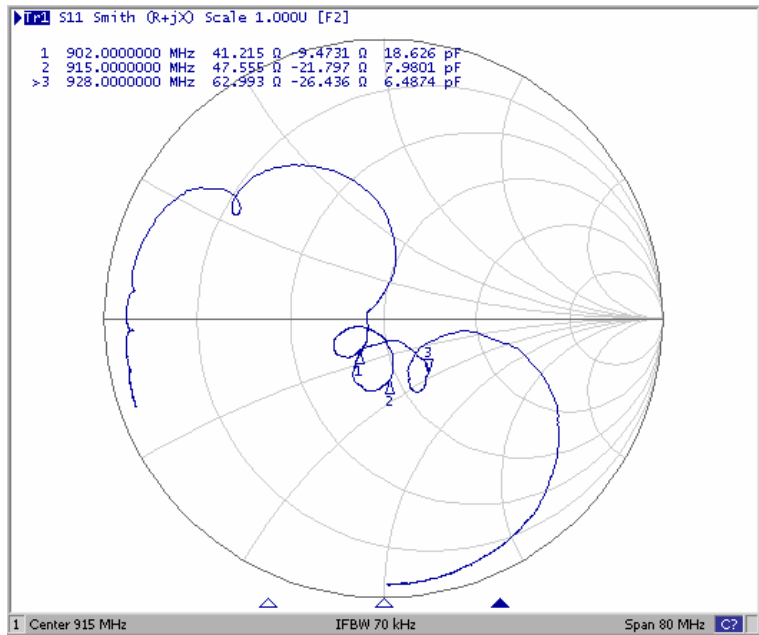 Tr1 S11 Smith (R+jX) Scale 1.000U [F2]
1 902.0000000 MHz 41.215 Ω -9.4731 Ω 18.626 pF
2 915.0000000 MHz 47.555 Ω -21.797 Ω 7.9801 pF
>3 928.0000000 MHz 62.993 Ω -26.436 Ω 6.4874 pF
3
1
2
1 Center 915 MHz IFBW 70 kHz Span 80 MHz C?